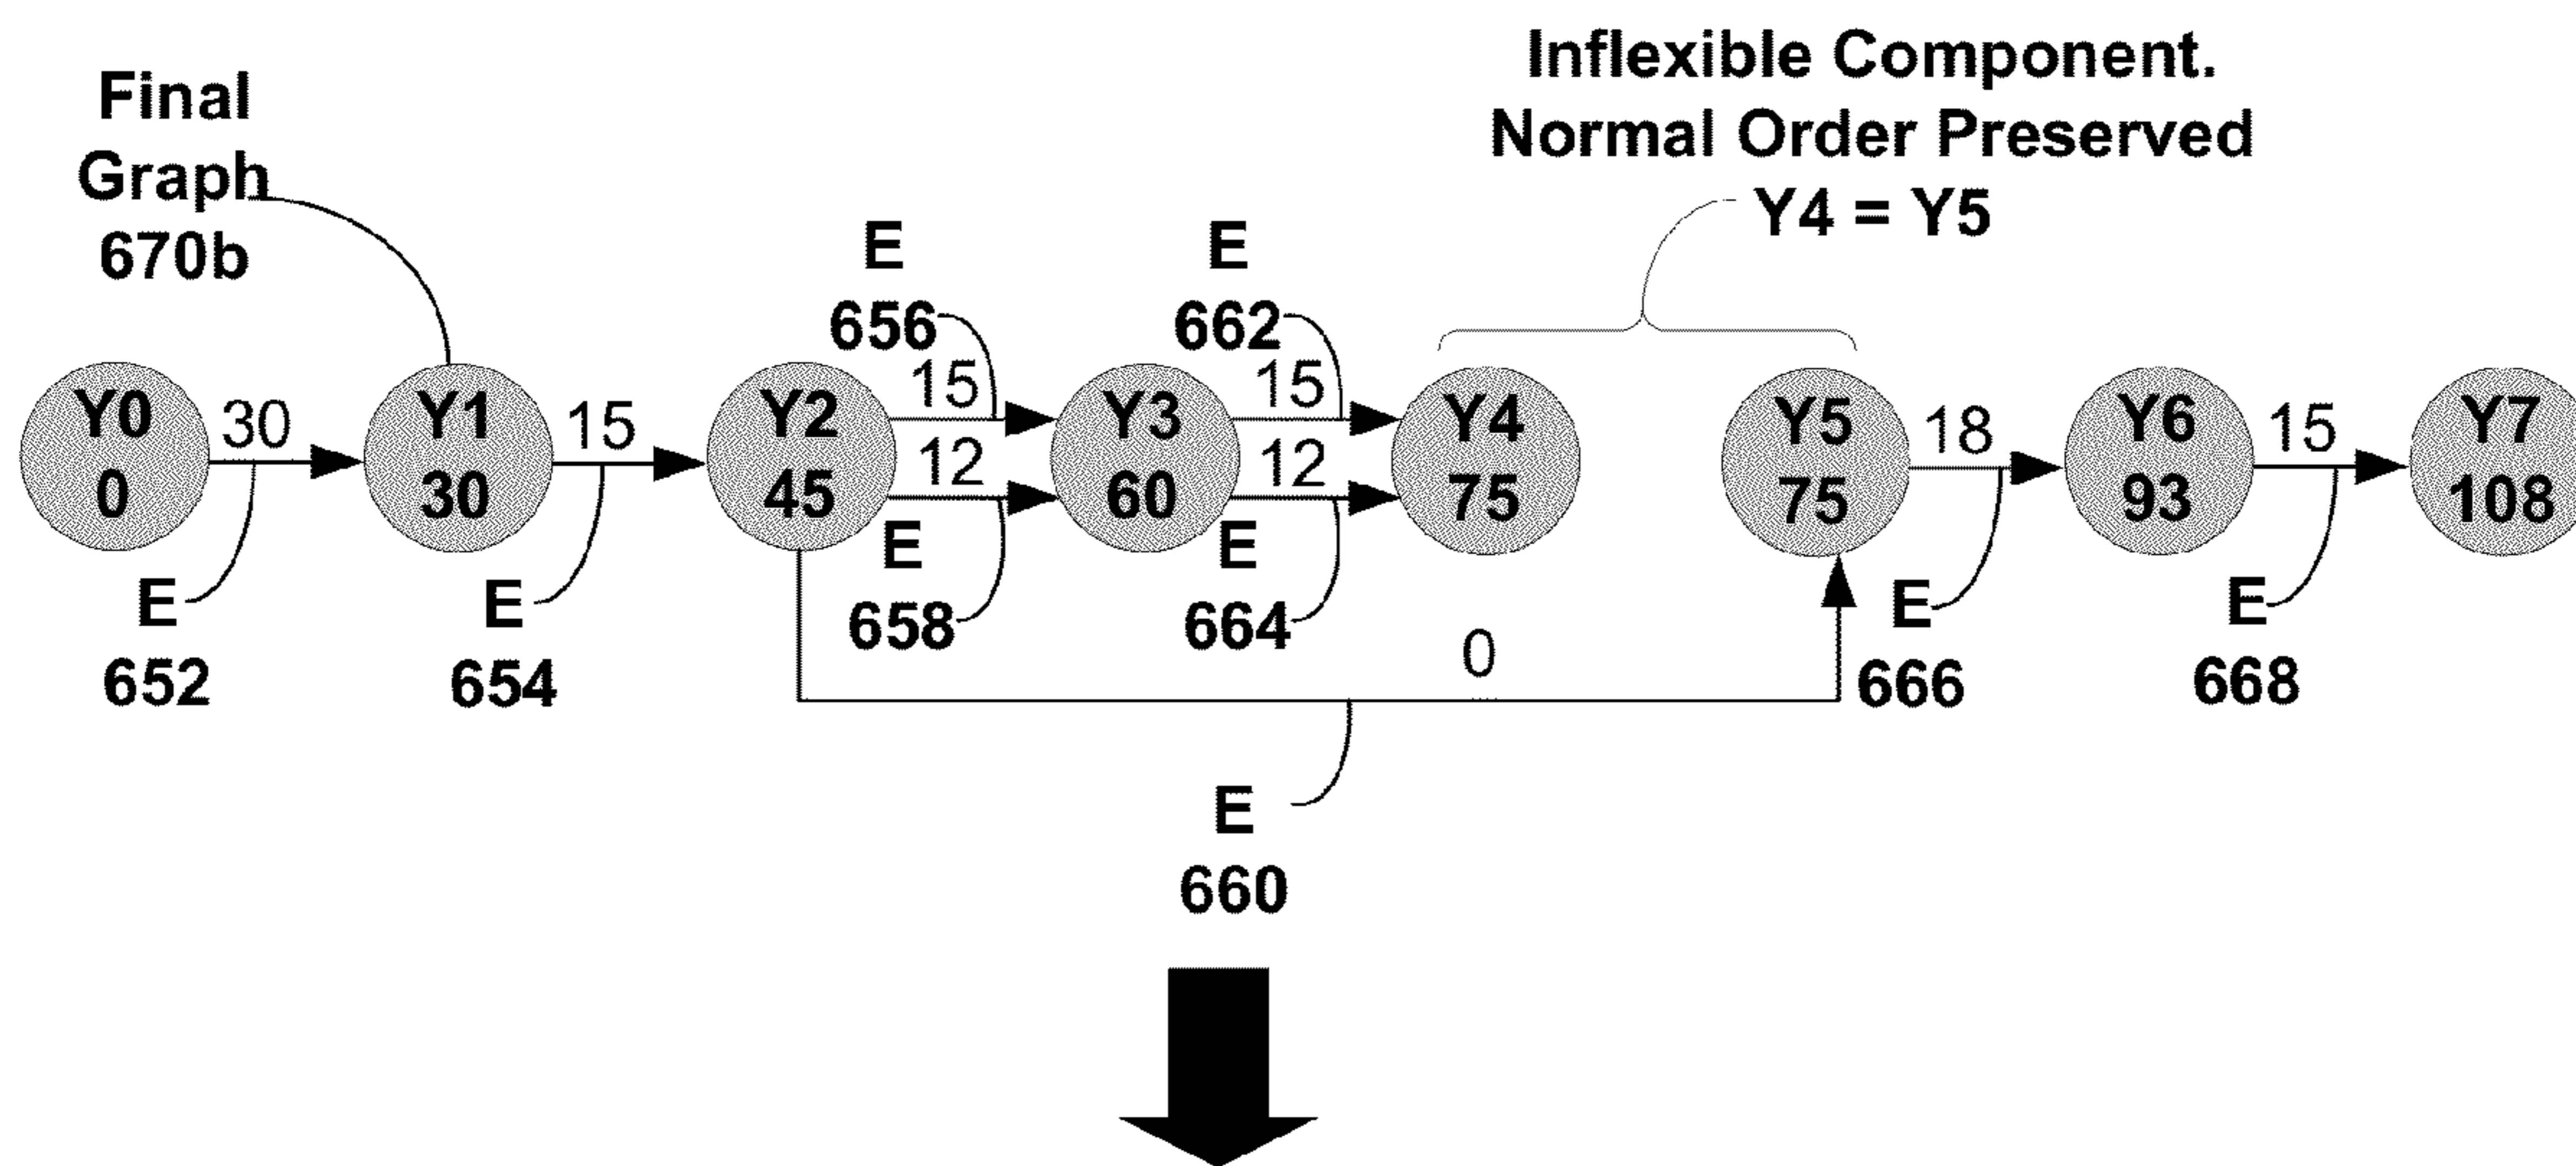 Inflexible Component.
Normal Order Preserved
Y4 = Y5
Final
Graph
670b
E
656
E
662
Y0
0
30
Y1
30
15
Y2
45
15
12
Y3
60
15
12
Y4
75
Y5
75
18
Y6
93
15
Y7
108
E
652
E
654
E
658
E
664
0
E
666
E
668
E
660